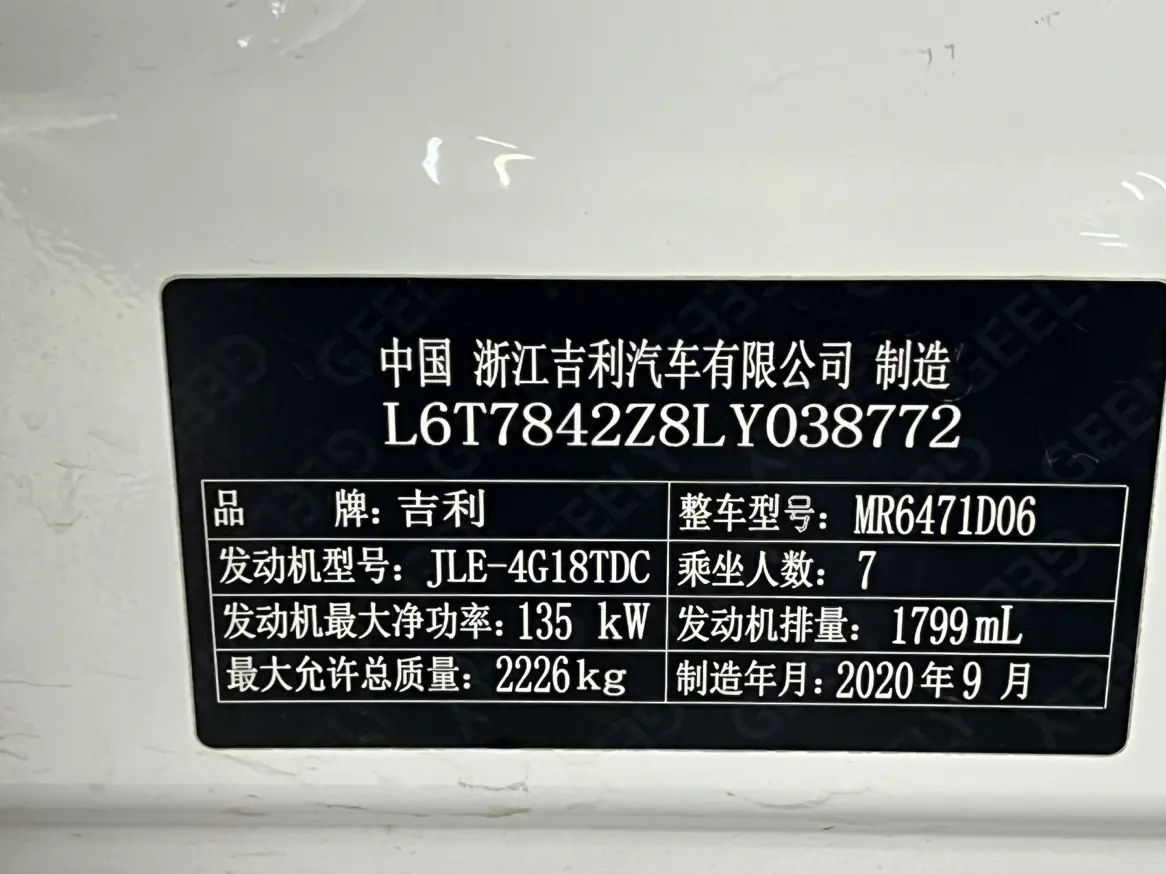 中国 浙江吉利汽车有限公司 制造
L6T7842Z8LY038772
品 牌: 吉利 整车型号: MR6471D06
发动机型号: JLE-4G18TDC 乘坐人数: 7
发动机最大净功率: 135 kW 发动机排量: 1799mL
最大允许总质量: 2226kg 制造年月: 2020年9月